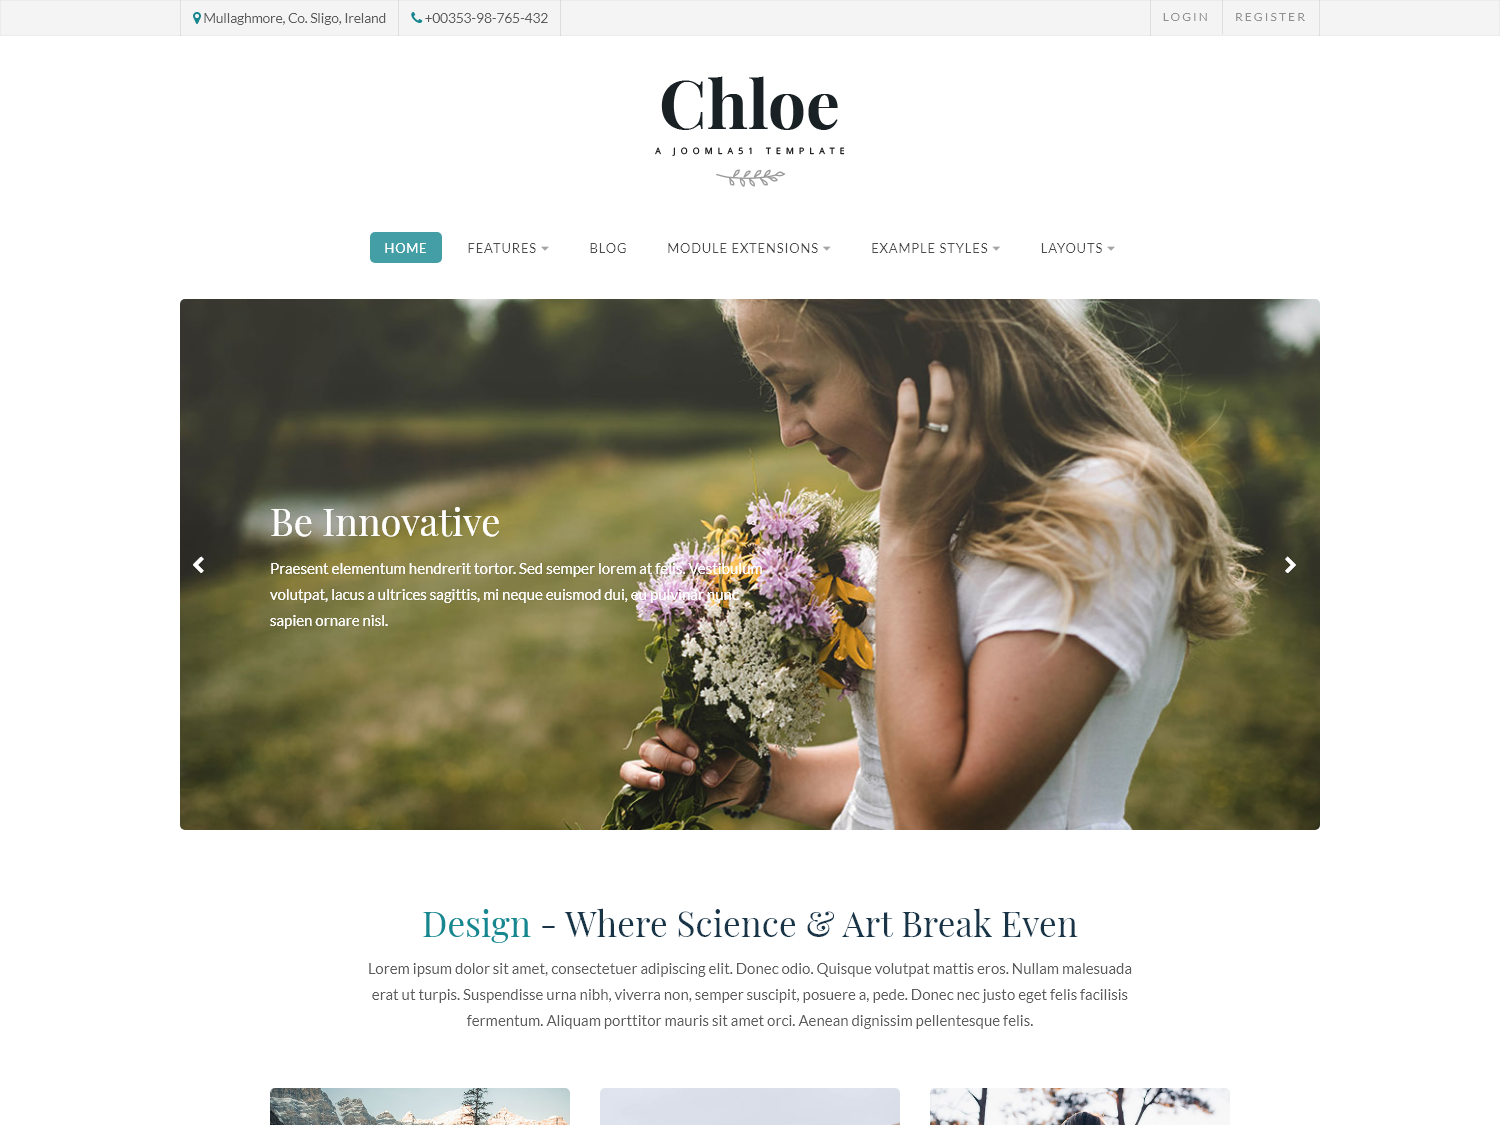 Mullaghmore, Co. Sligo, Ireland
+00353-98-765-432
LOGIN
REGISTER
Chloe
A JOOMLA51 TEMPLATE
HOME
FEATURES
BLOG
MODULE EXTENSIONS
EXAMPLE STYLES
LAYOUTS
Be Innovative
Praesent elementum hendrerit tortor. Sed semper lorem at felis. Vestibulum
volutpat, lacus a ultrices sagittis, mi neque euismod dui, eu pulvinar nunc
sapien ornare nisl.
Design - Where Science & Art Break Even
Lorem ipsum dolor sit amet, consectetuer adipiscing elit. Donec odio. Quisque volutpat mattis eros. Nullam malesuada
erat ut turpis. Suspendisse urna nibh, viverra non, semper suscipit, posuere a, pede. Donec nec justo eget felis facilisis
fermentum. Aliquam porttitor mauris sit amet orci. Aenean dignissim pellentesque felis.